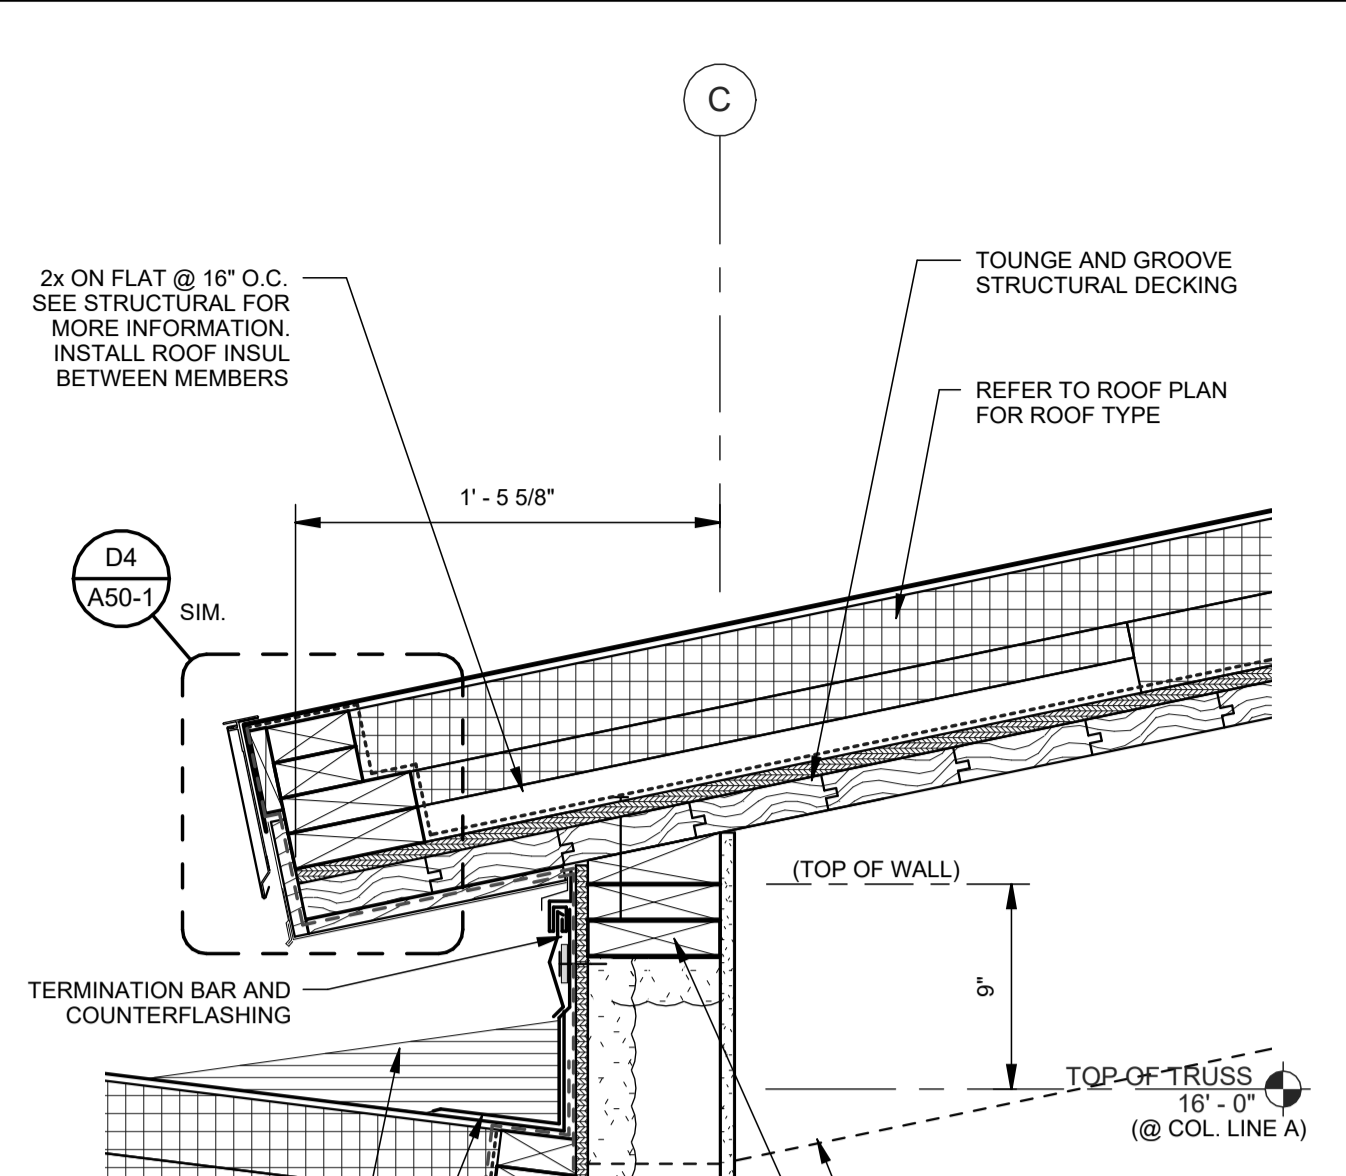 C
2x ON FLAT @ 16" O.C.
SEE STRUCTURAL FOR
MORE INFORMATION.
INSTALL ROOF INSUL
BETWEEN MEMBERS
TOUNGE AND GROOVE
STRUCTURAL DECKING
REFER TO ROOF PLAN
FOR ROOF TYPE
1' - 5 5/8"
D4
A50-1
SIM.
(TOP OF WALL)
9"
TERMINATION BAR AND
COUNTERFLASHING
TOP OF TRUSS
16' - 0"
(@ COL. LINE A)